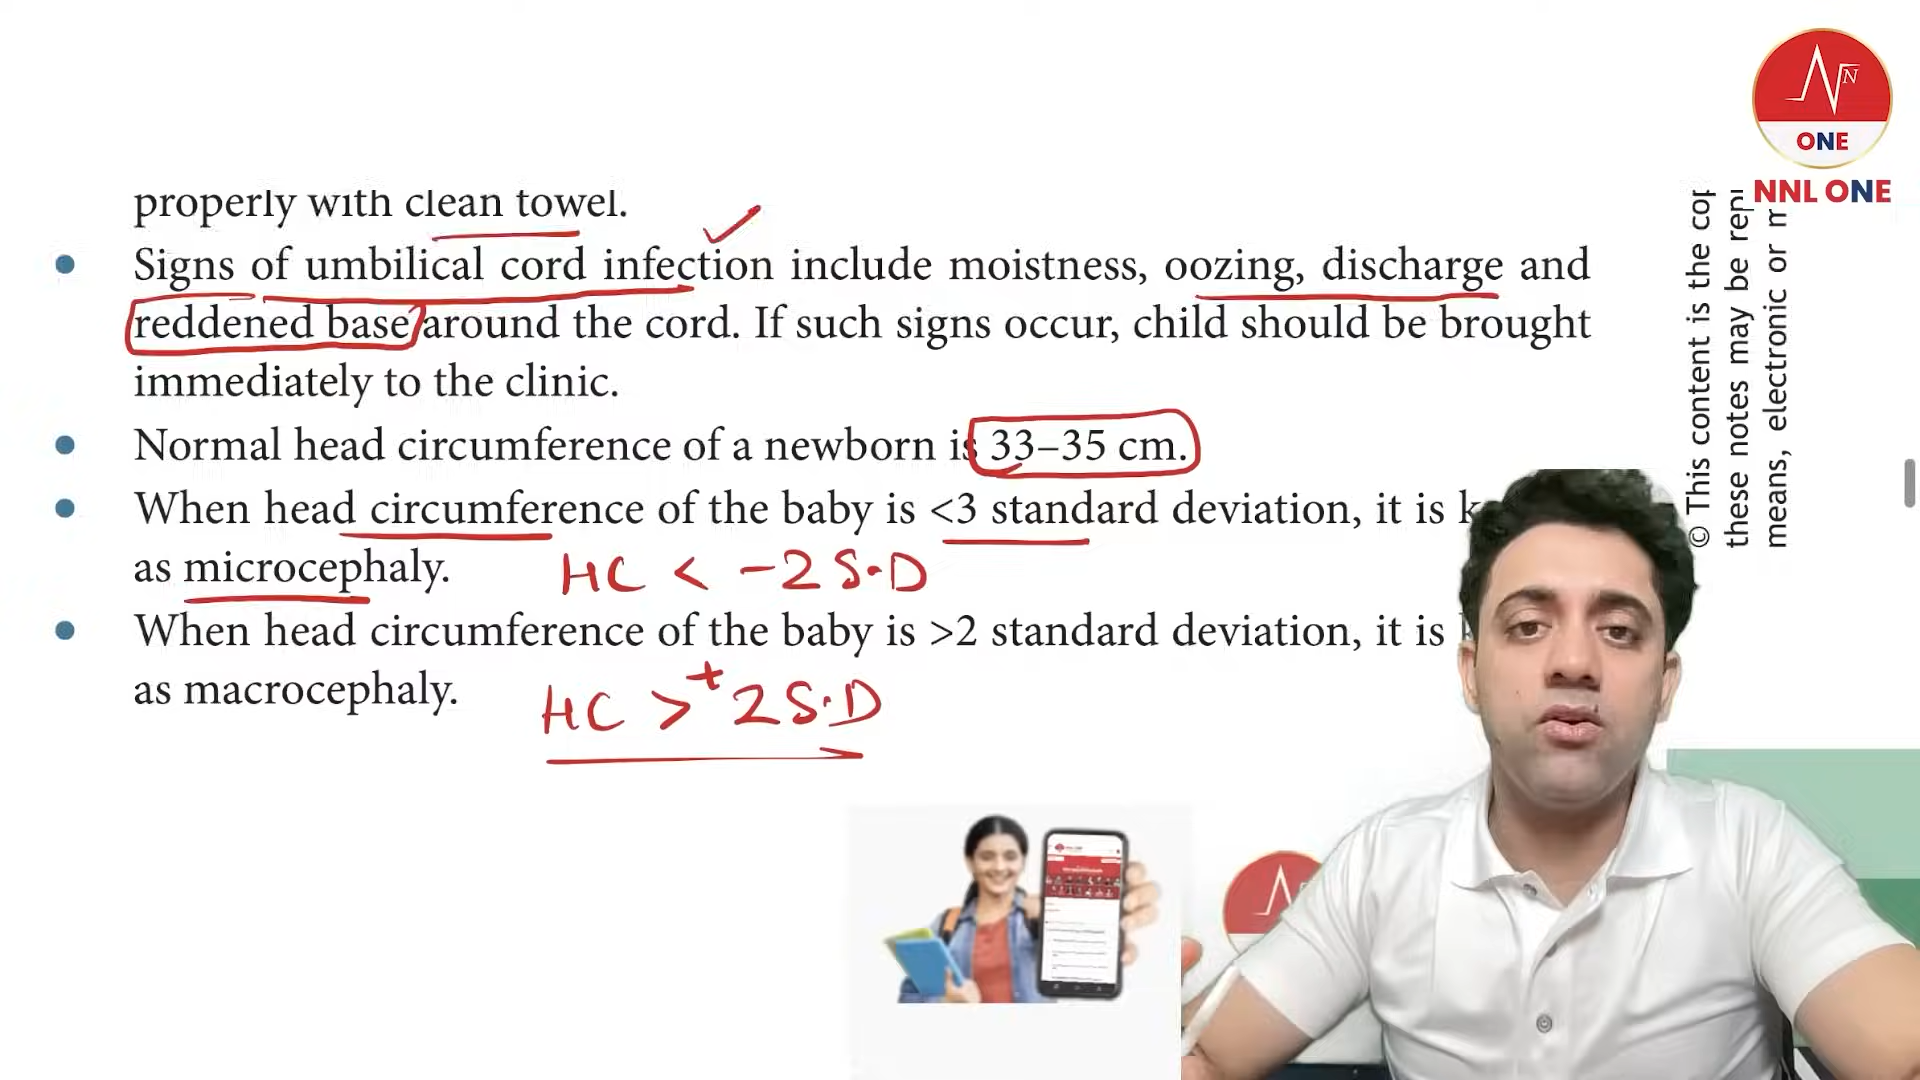 N
ONE
NNL ONE
properly with clean towel.
Signs of umbilical cord infection include moistness, oozing, discharge and
reddened base around the cord. If such signs occur, child should be brought
immediately to the clinic.
Normal head circumference of a newborn is 33–35 cm.
When head circumference of the baby is <3 standard deviation, it is
as microcephaly.
HC < -2 S.D
When head circumference of the baby is >2 standard deviation, it is
as macrocephaly.
HC > +2 S.D
© This content is the
these notes may be
means, electronic or